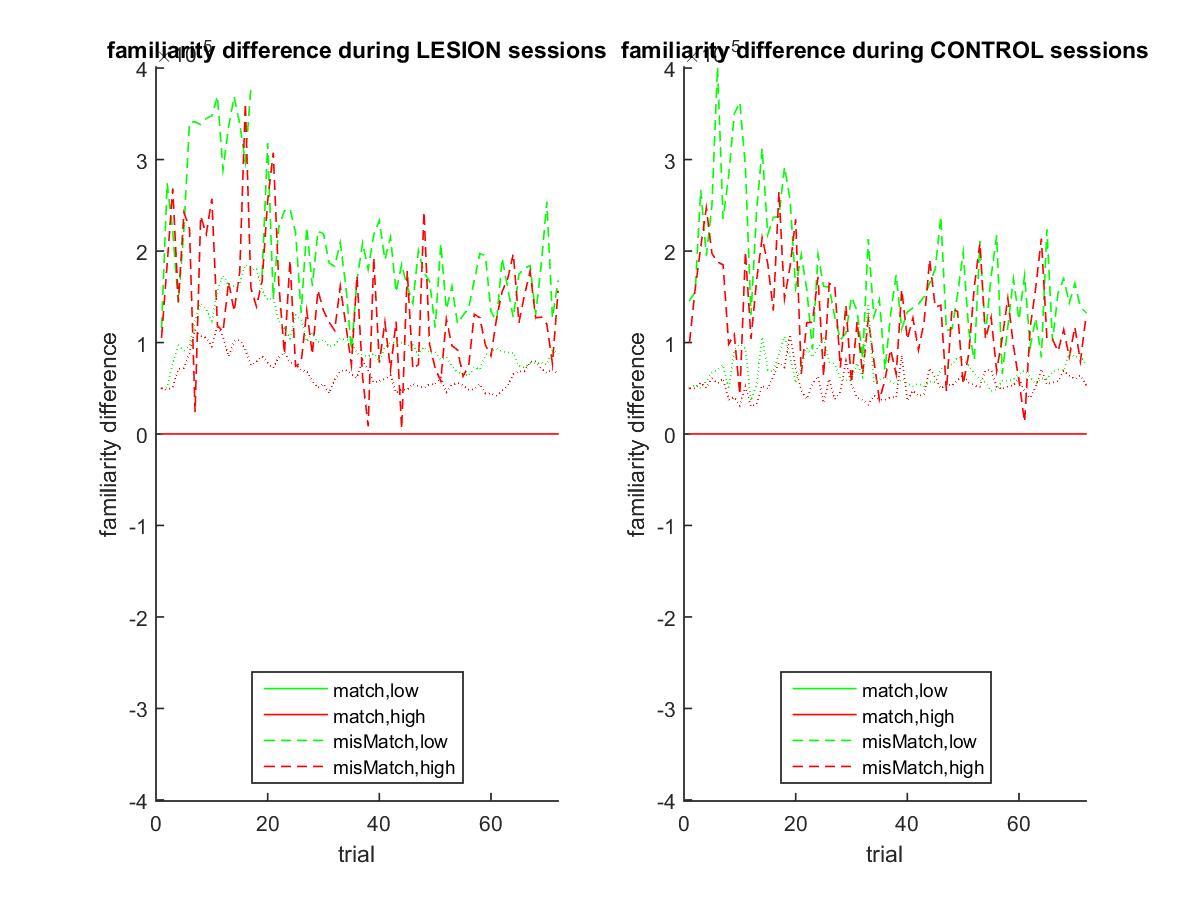 familiarity difference during LESION sessions
familiarity difference during CONTROL sessions
4
3
2
1
0
-1
-2
-3
-4
familiarity difference
0
20
40
60
trial
match,low
match,high
misMatch,low
misMatch,high
4
3
2
1
0
-1
-2
-3
-4
familiarity difference
0
20
40
60
trial
match,low
match,high
misMatch,low
misMatch,high